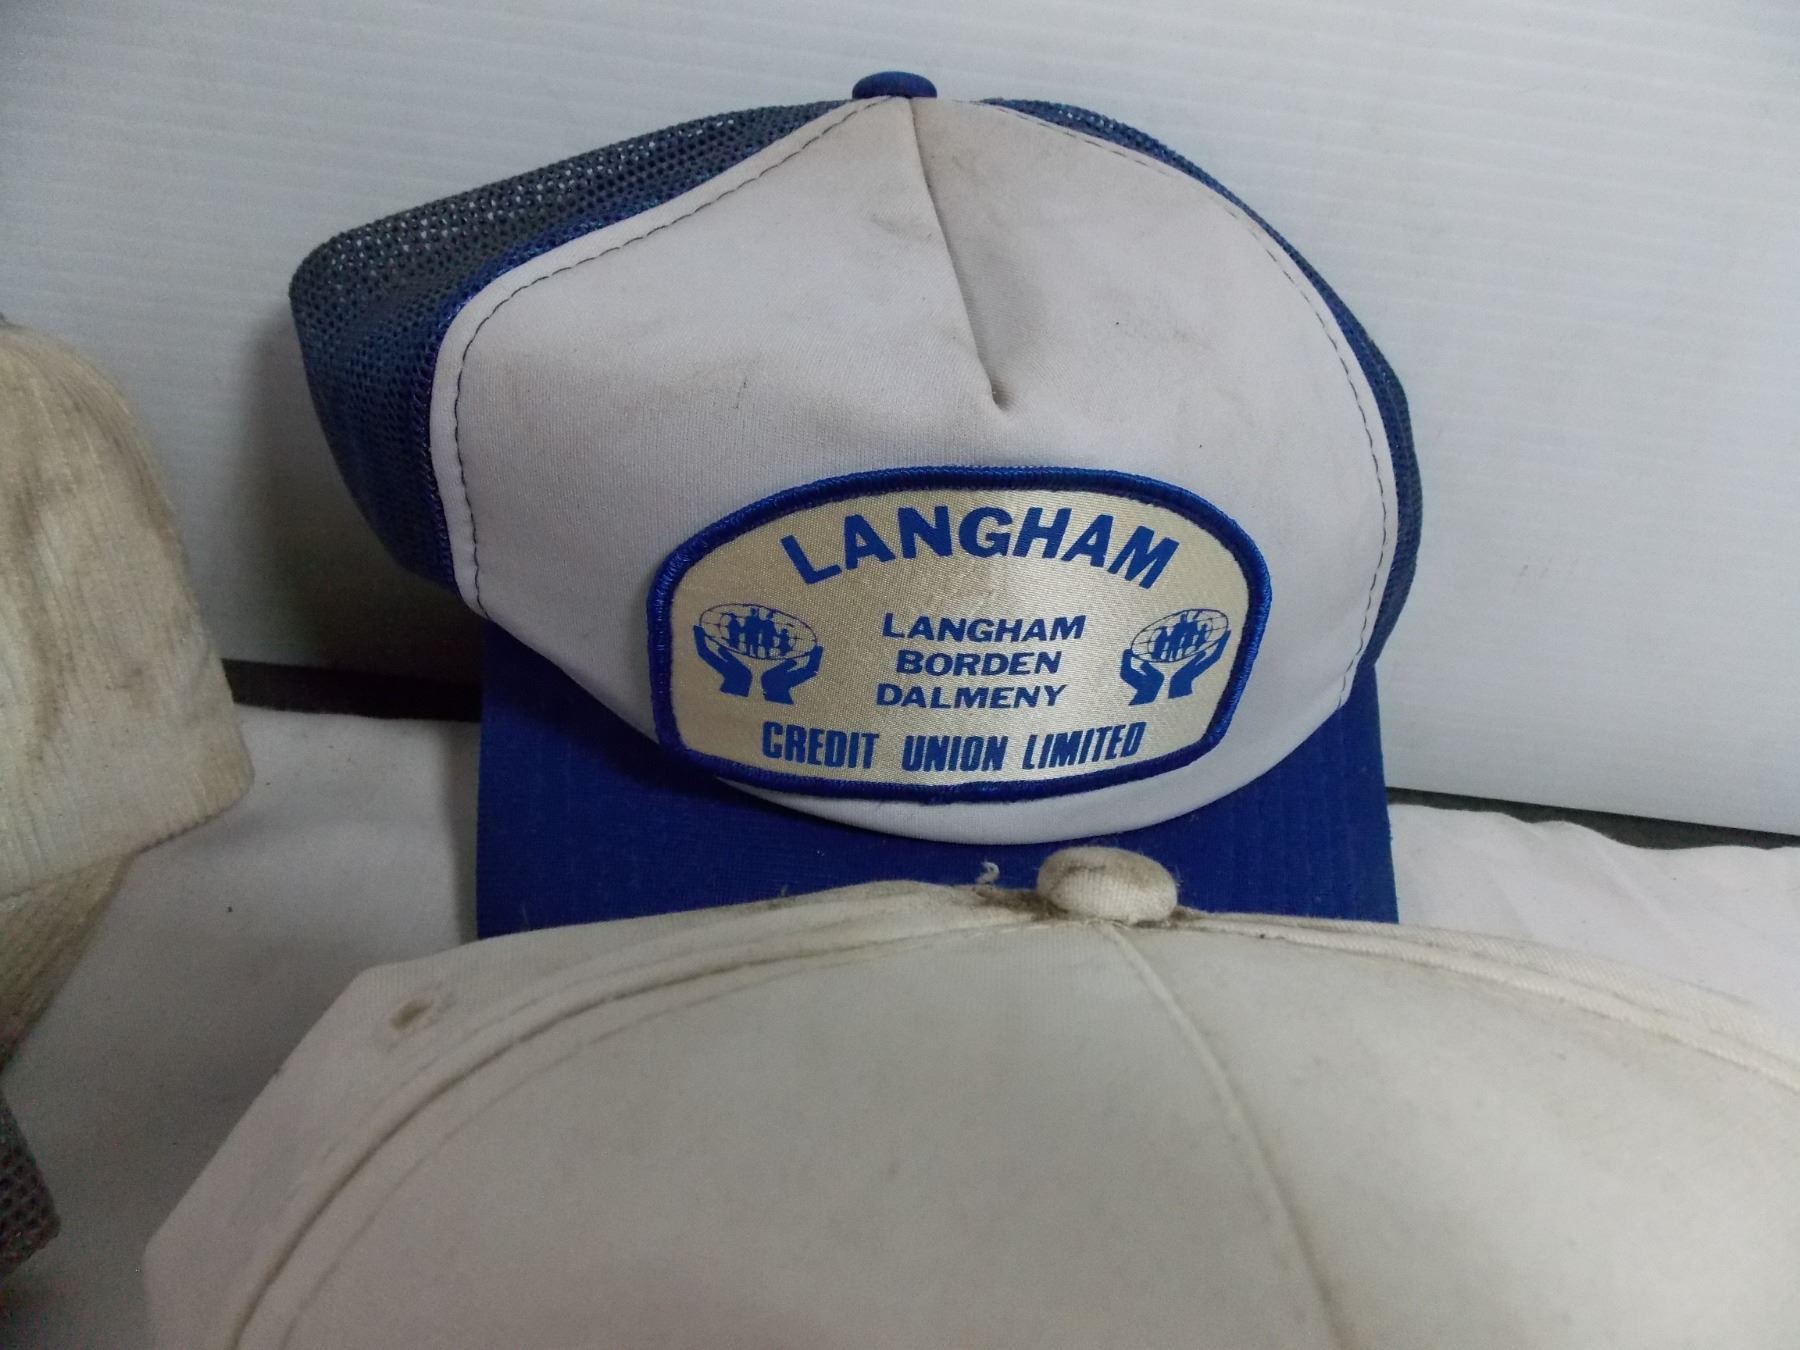 LANGHAM
LANGHAM
BORDEN
DALMENY
CREDIT UNION LIMITED